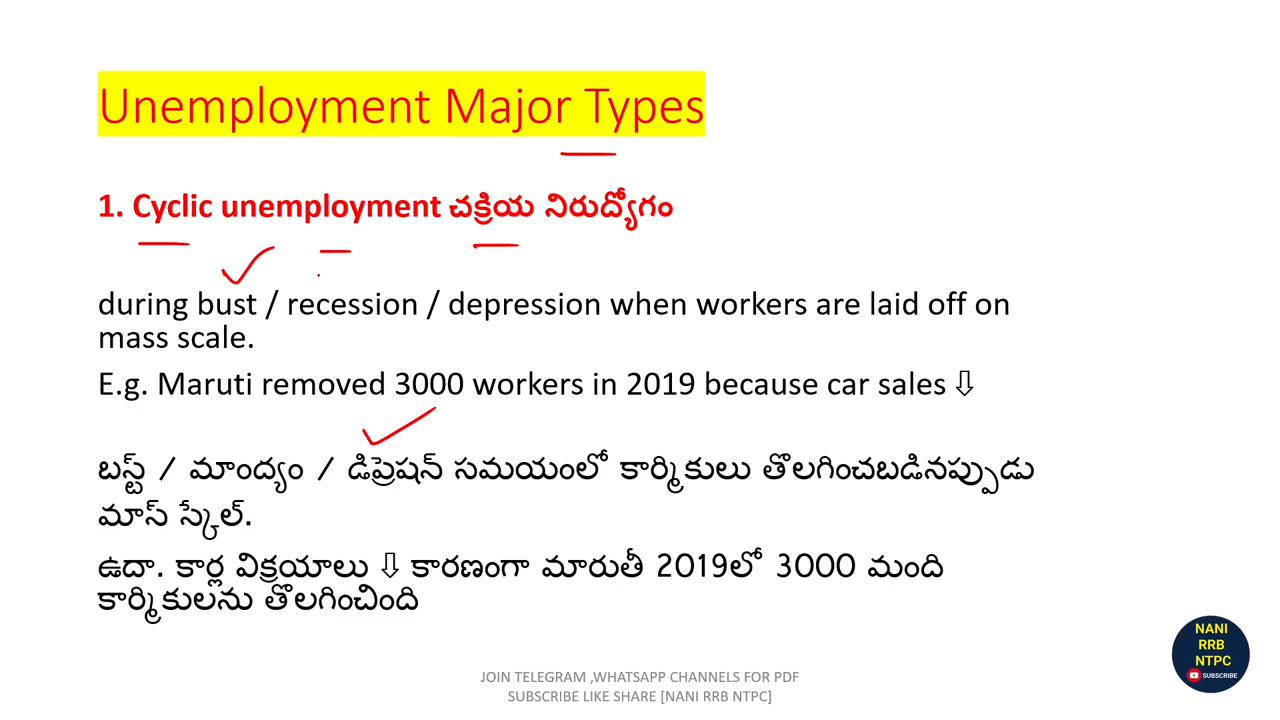 Unemployment Major Types
1. Cyclic unemployment చక్రియ నిరుద్యోగం
during bust / recession / depression when workers are laid off on
mass scale.
E.g. Maruti removed 3000 workers in 2019 because car sales ⇩
బస్ట్ / మాంద్యం / డిప్రెషన్ సమయంలో కార్మికులు తొలగించబడినప్పుడు
మాస్ స్కేల్.
ఉదా. కార్ల విక్రయాలు ⇩ కారణంగా మారుతీ 2019లో 3000 మంది
కార్మికులను తొలగించింది
NANI
RRB
NTPC
SUBSCRIBE
JOIN TELEGRAM ,WHATSAPP CHANNELS FOR PDF
SUBSCRIBE LIKE SHARE [NANI RRB NTPC]